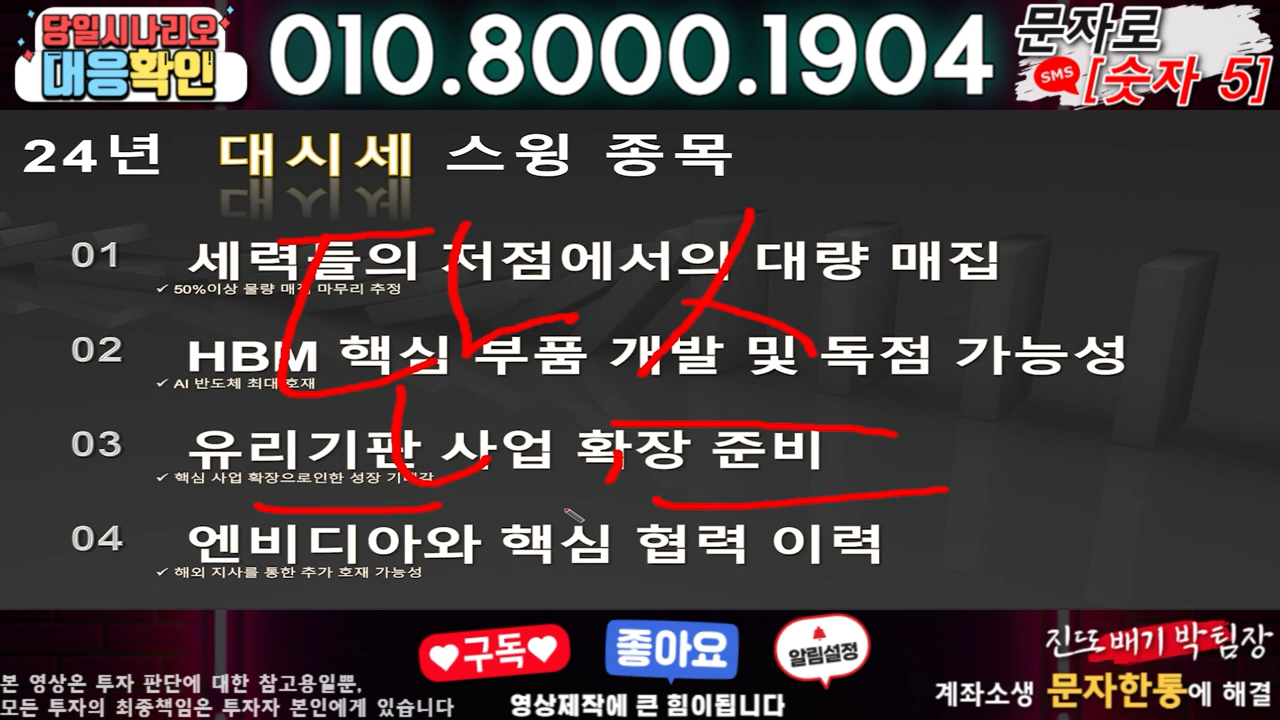 당일시나리오
대응확인
010.8000.1904
문자로
SMS [숫자 5]
24년 대시세 스윙 종목
01 세력들의 저점에서의 대량 매집
✓ 50%이상 물량 매집 마무리 추정
02 HBM 핵심 부품 개발 및 독점 가능성
✓ AI 반도체 최대 호재
03 유리기판 사업 확장 준비
✓ 핵심 사업 확장으로인한 성장 기대감
04 엔비디아와 핵심 협력 이력
✓ 해외 지사를 통한 추가 호재 가능성
구독
좋아요
알림설정
영상제작에 큰 힘이됩니다
본 영상은 투자 판단에 대한 참고용일뿐,
모든 투자의 최종책임은 투자자 본인에게 있습니다
진또배기 박팀장
계좌소생 문자한통에 해결